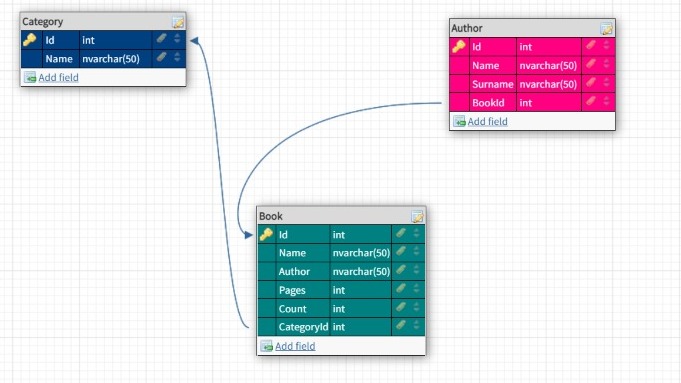 Category
Id int
Name nvarchar(50)
Add field
Author
Id int
Name nvarchar(50)
Surname nvarchar(50)
BookId int
Add field
Book
Id int
Name nvarchar(50)
Author nvarchar(50)
Pages int
Count int
CategoryId int
Add field